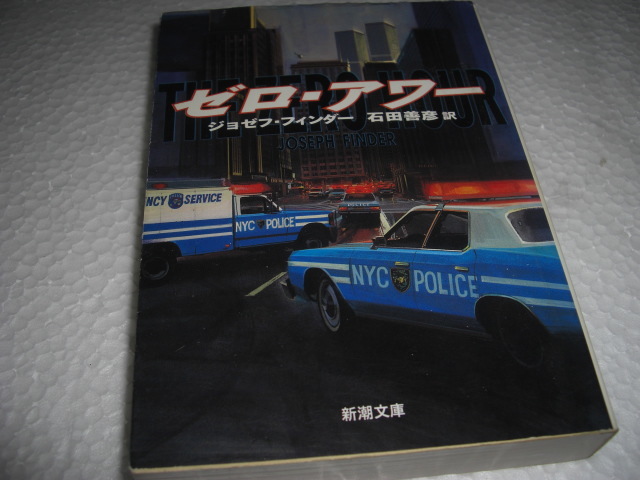 THE ZERO HOUR
ゼロ・アワー
ジョゼフ・フィンダー 石田善彦 訳
JOSEPH FINDER
NCY SERVICE
NYC POLICE
POLICE
NYC POLICE
新潮文庫